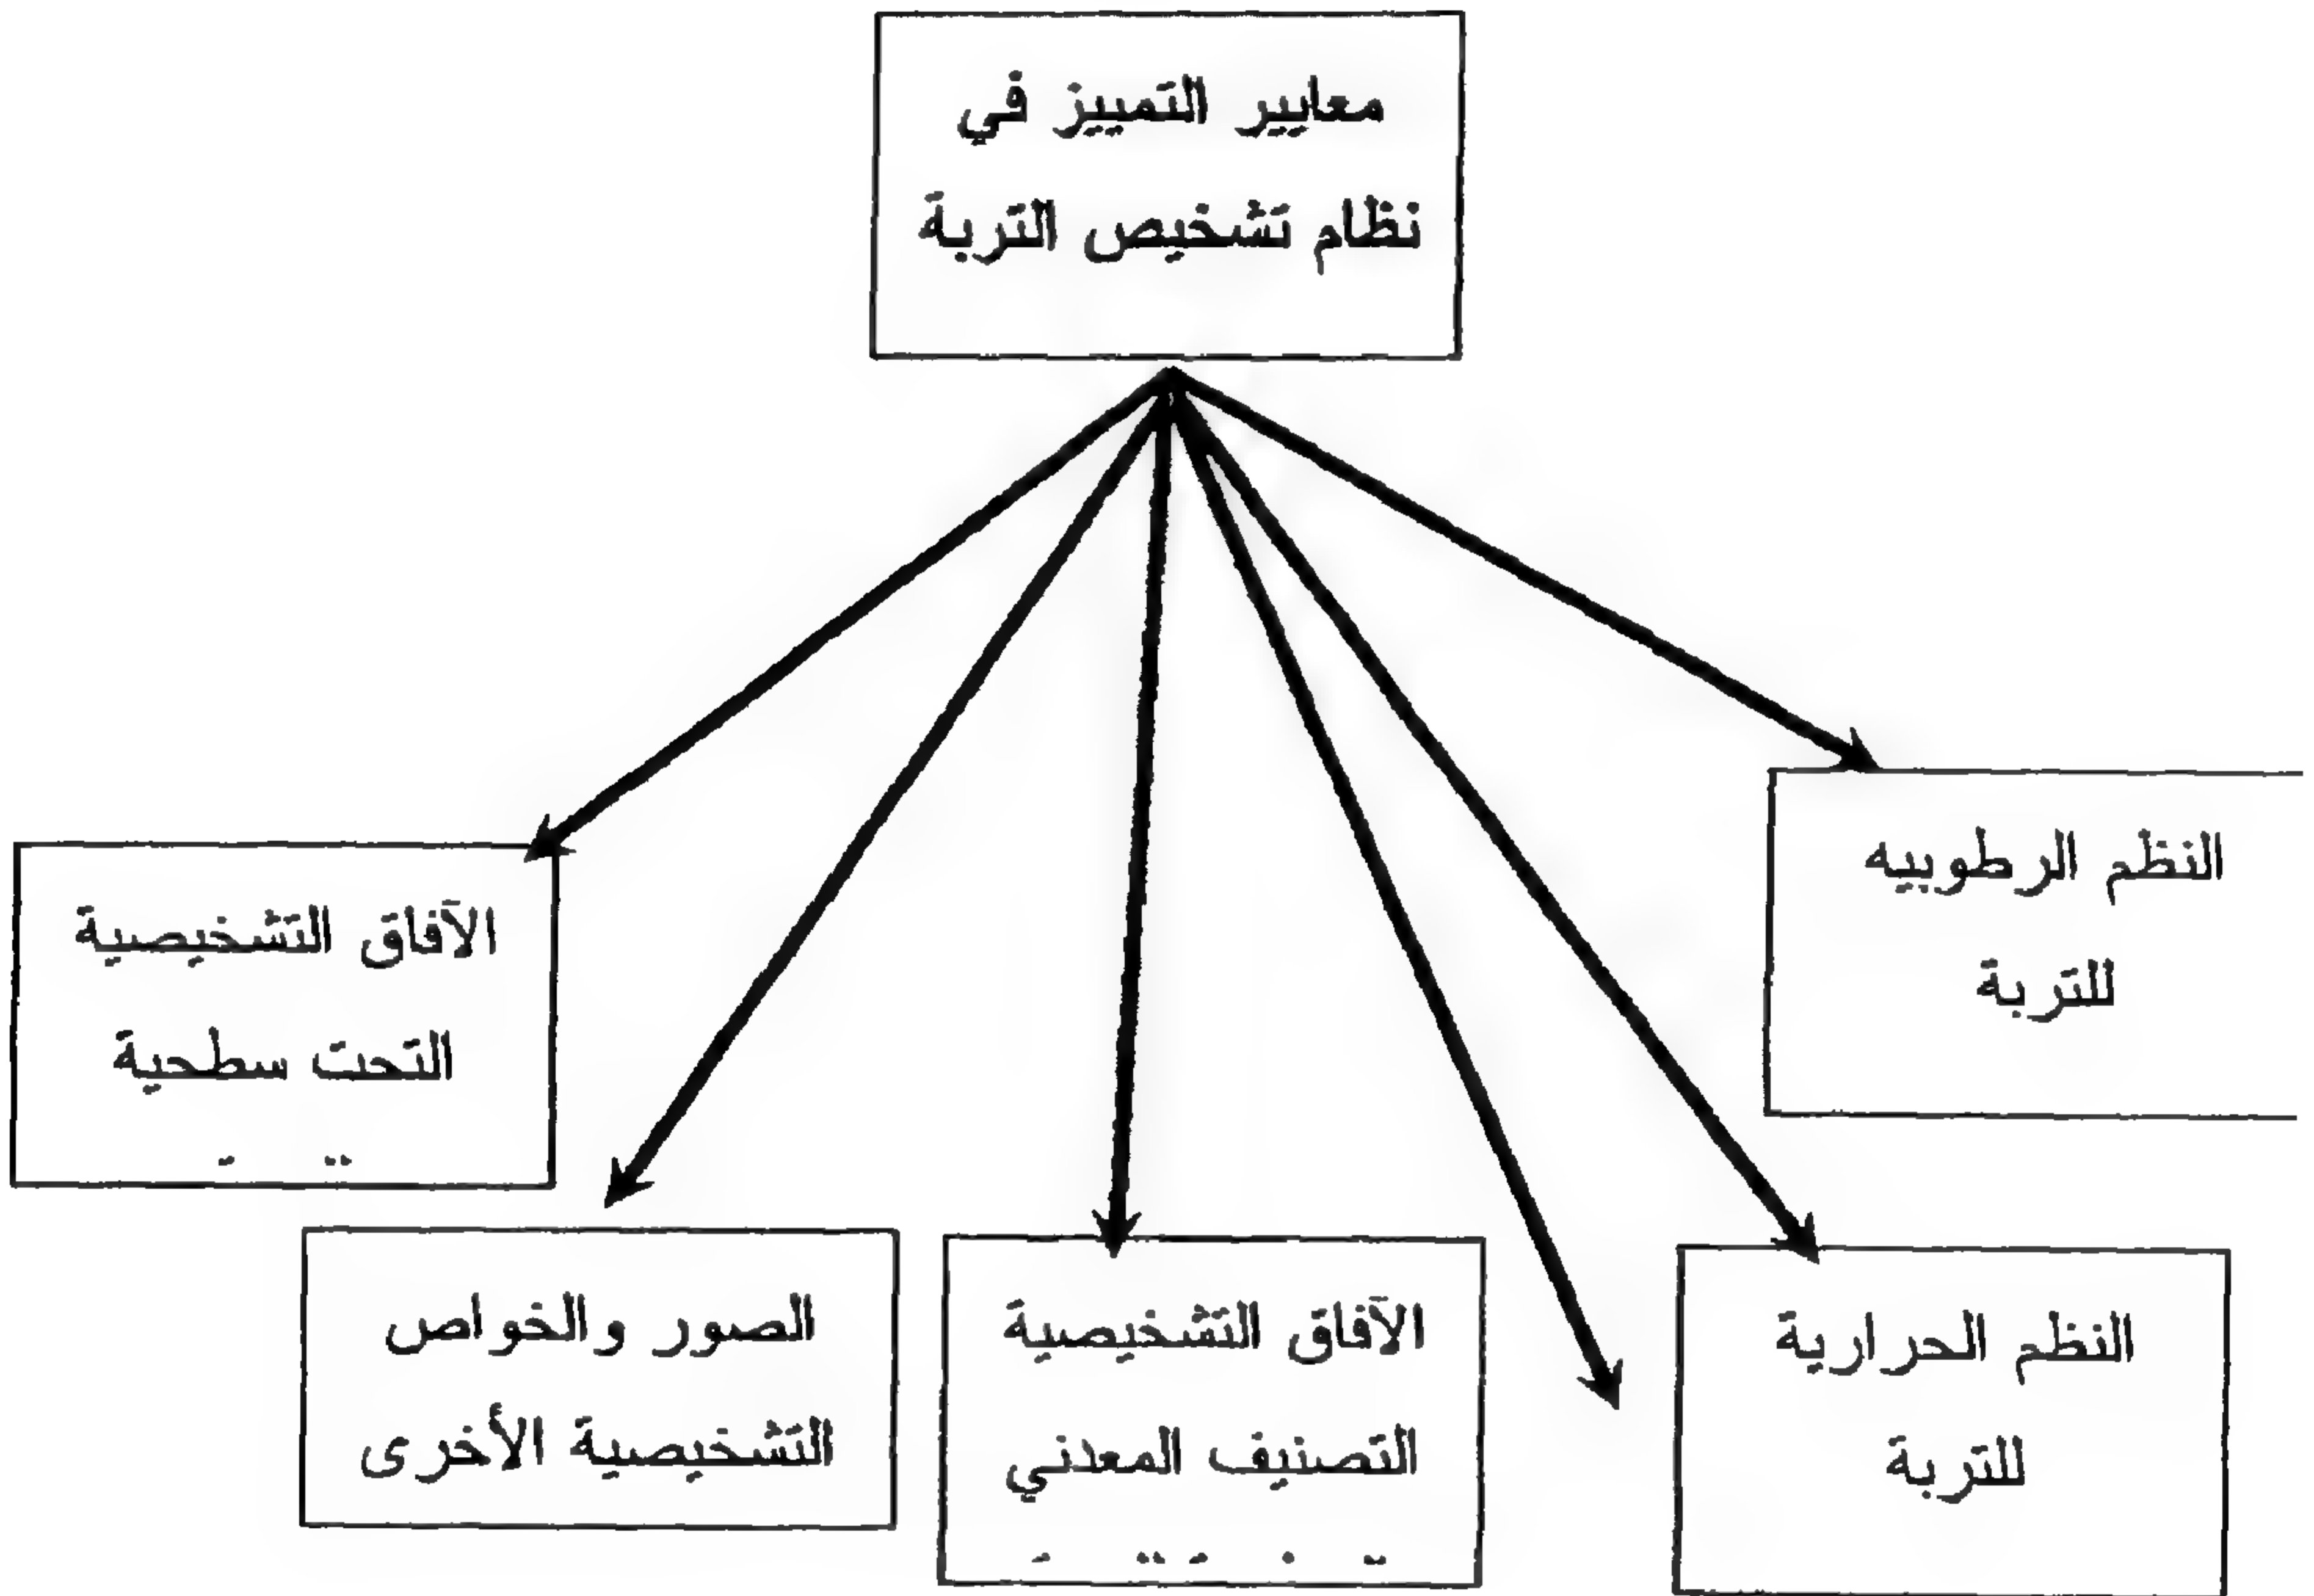 معايير التمييز في
نظام تشخيص التربة
النظم الرطوبيه
للتربة
الآفاق التشخيصية
التحت سطحية
النظم الحرارية
للتربة
الآفاق التشخيصية
التصنيف المعدني
الصور والخواص
التشخيصية الأخرى